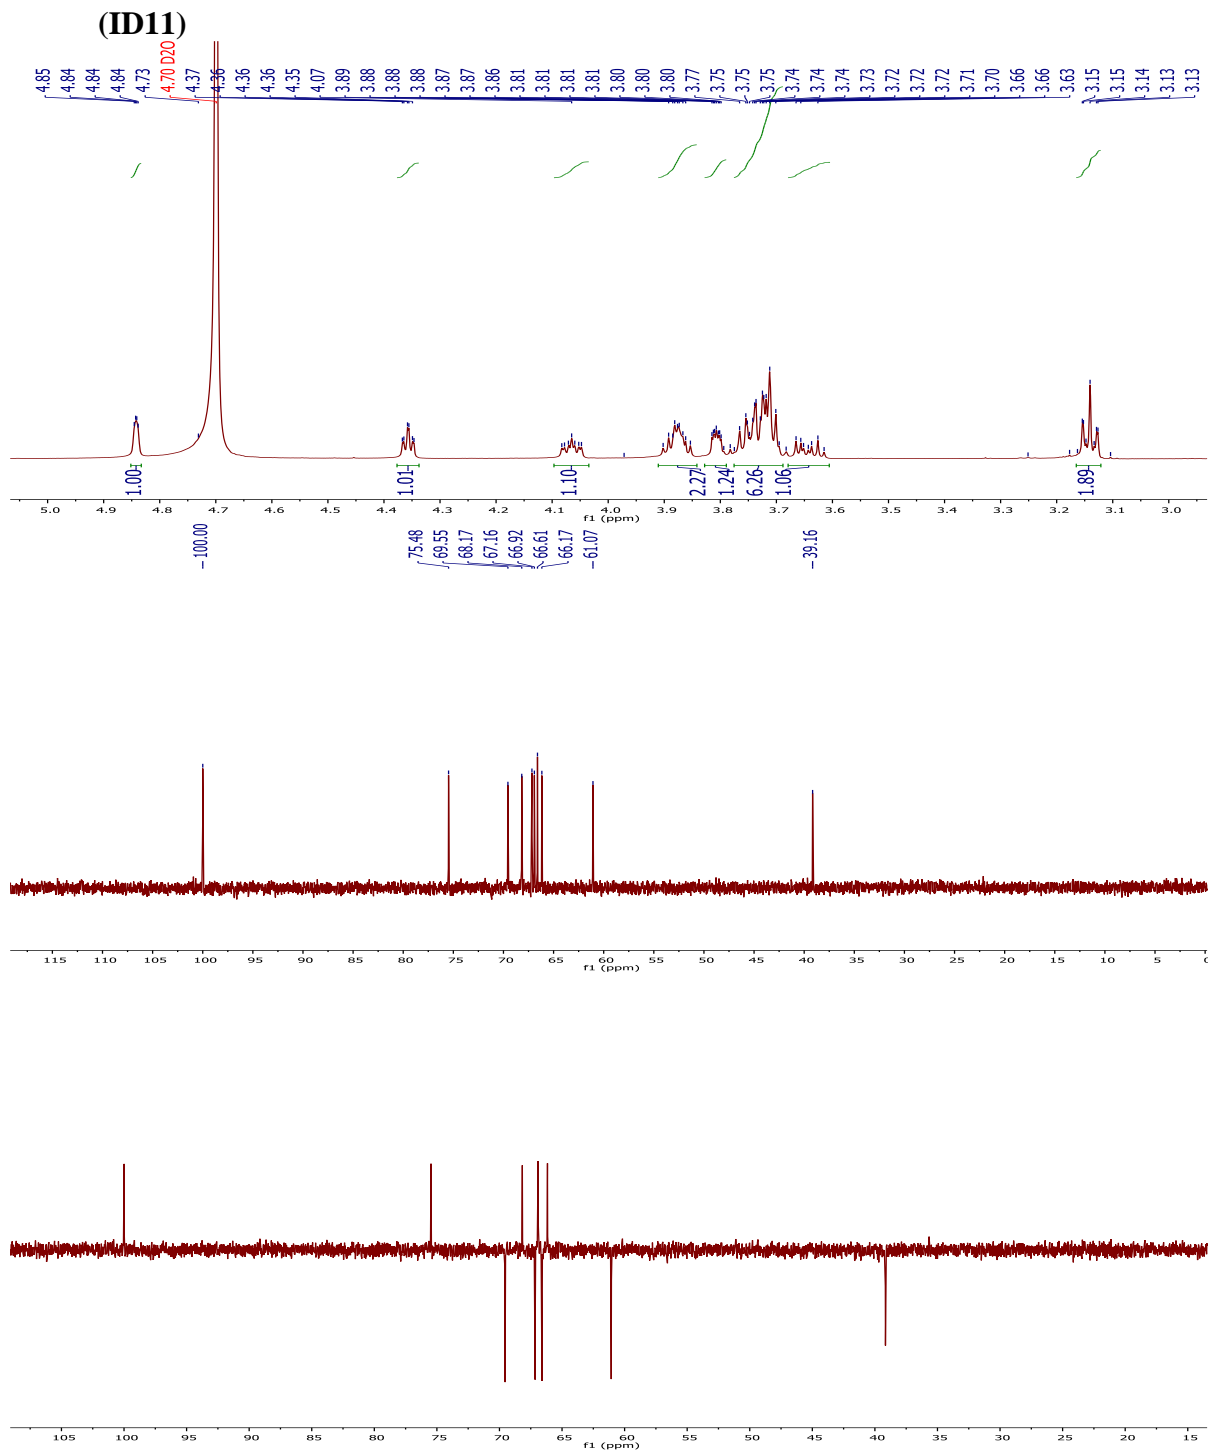 (ID11)
4.85 4.84 4.84 4.84 4.73 4.70 D2O 4.37 4.36 4.36 4.36 4.35 4.07 3.89 3.88 3.88 3.88 3.87 3.87 3.86 3.81 3.81 3.81 3.81 3.80 3.80 3.80 3.77 3.75 3.75 3.75 3.74 3.74 3.74 3.73 3.72 3.72 3.72 3.71 3.70 3.66 3.66 3.63 3.15 3.15 3.14 3.13 3.13
1.00 1.01 1.10 2.27 1.24 6.26 1.06 1.89
5.0 4.9 4.8 4.7 4.6 4.5 4.4 4.3 4.2 4.1 4.0 3.9 3.8 3.7 3.6 3.5 3.4 3.3 3.2 3.1 3.0
f1 (ppm)
100.00 75.48 69.55 68.17 67.16 66.92 66.61 66.17 61.07 39.16
115 110 105 100 95 90 85 80 75 70 65 60 55 50 45 40 35 30 25 20 15 10 5 0
f1 (ppm)
105 100 95 90 85 80 75 70 65 60 55 50 45 40 35 30 25 20 15
f1 (ppm)